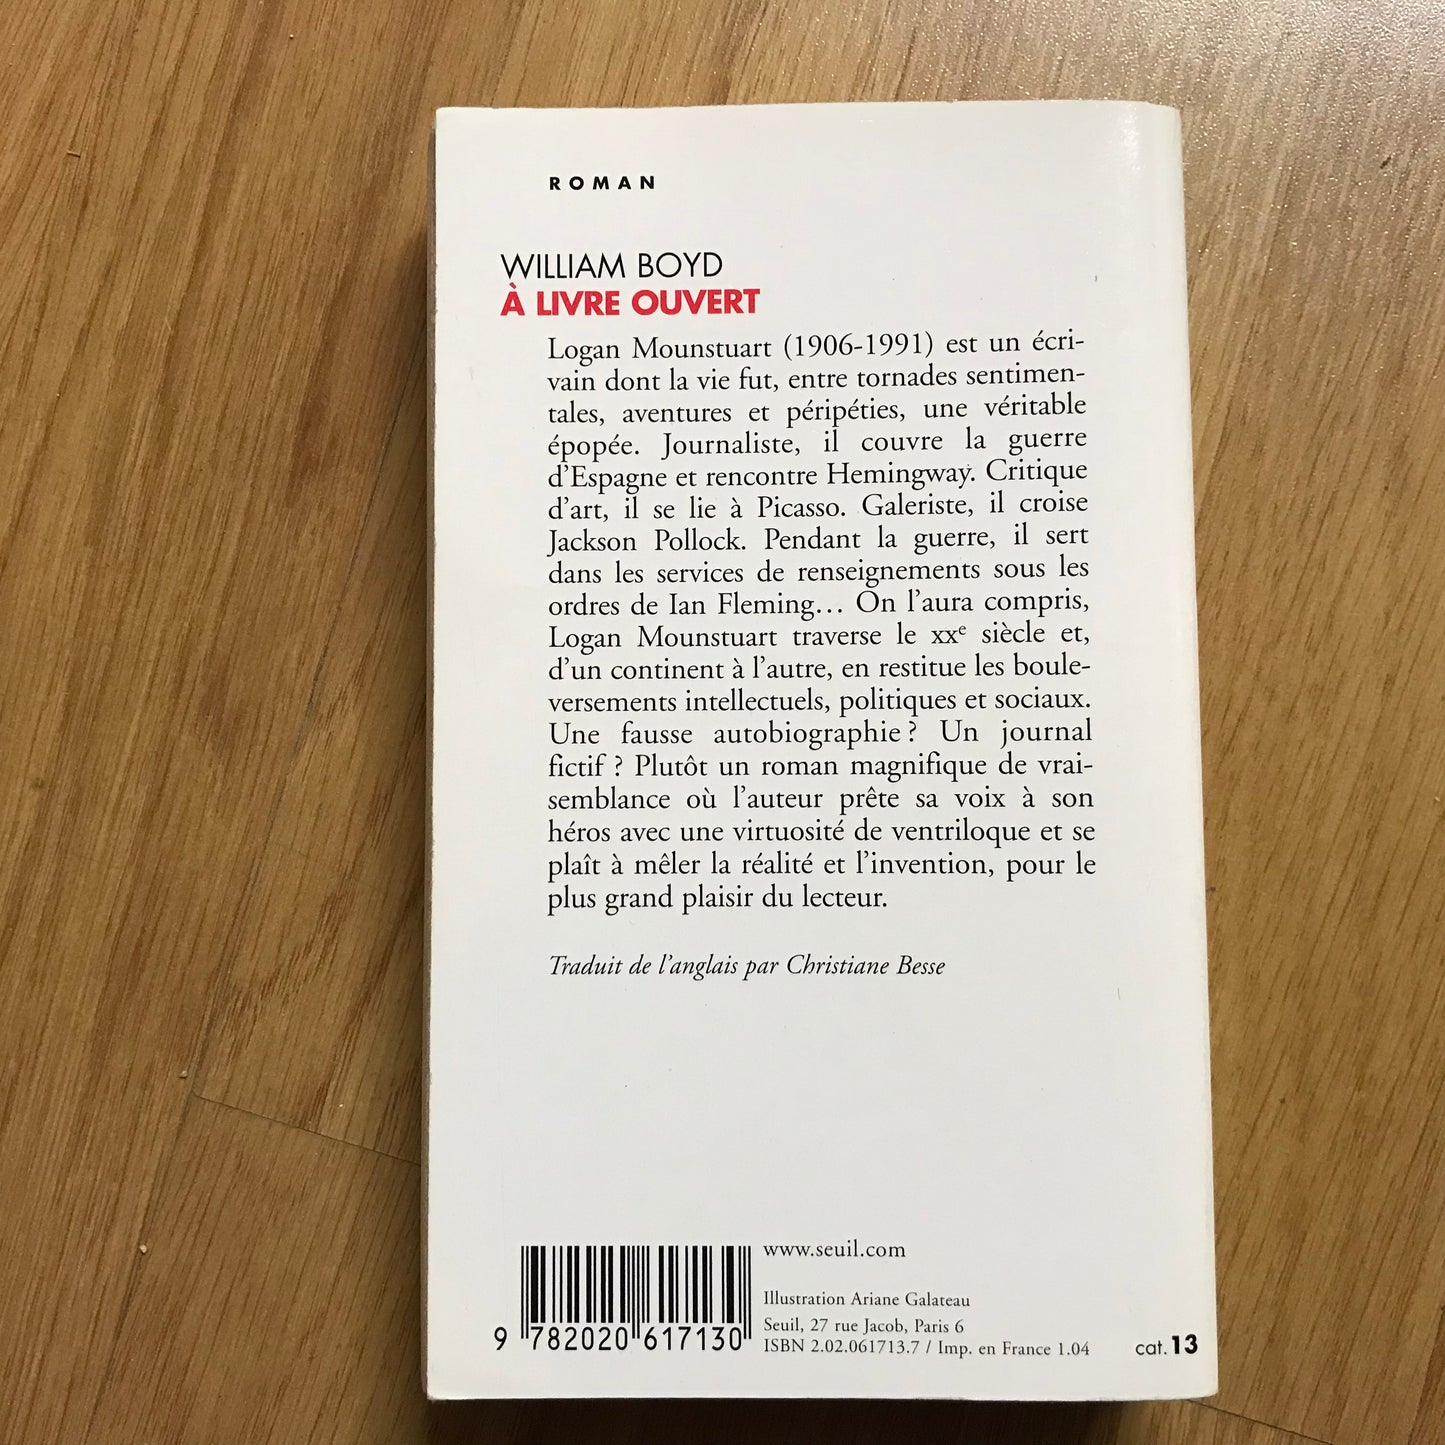 ROMAN
WILLIAM BOYD
À LIVRE OUVERT
Logan Mounstuart (1906-1991) est un écri-
vain dont la vie fut, entre tornades sentimen-
tales, aventures et péripéties, une véritable
épopée. Journaliste, il couvre la guerre
d'Espagne et rencontre Hemingway. Critique
d'art, il se lie à Picasso. Galeriste, il croise
Jackson Pollock. Pendant la guerre, il sert
dans les services de renseignements sous les
ordres de Ian Fleming… On l'aura compris,
Logan Mounstuart traverse le XXe siècle et,
d'un continent à l'autre, en restitue les boule-
versements intellectuels, politiques et sociaux.
Une fausse autobiographie ? Un journal
fictif ? Plutôt un roman magnifique de vrai-
semblance où l'auteur prête sa voix à son
héros avec une virtuosité de ventriloque et se
plaît à mêler la réalité et l'invention, pour le
plus grand plaisir du lecteur.
Traduit de l'anglais par Christiane Besse
www.seuil.com
Illustration Ariane Galateau
Seuil, 27 rue Jacob, Paris 6
ISBN 2.02.061713.7 / Imp. en France 1.04
cat. 13
9 782020 617130